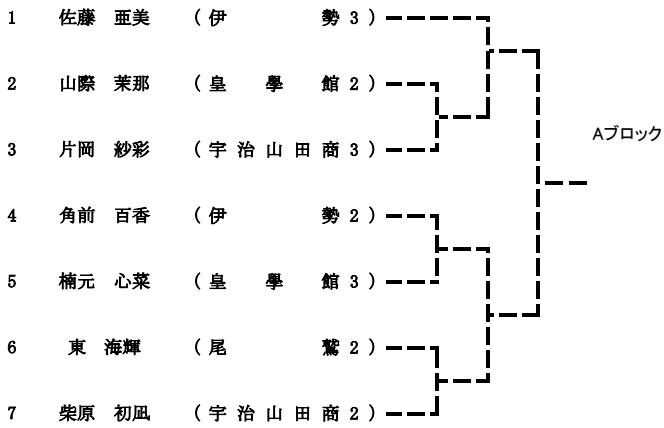 1 佐藤 亜美 (伊 勢3)
2 山際 茉那 (皇 學 館2)
3 片岡 紗彩 (宇治山田商3)
Aブロック
4 角前 百香 (伊 勢2)
5 楠元 心菜 (皇 學 館3)
6 東 海輝 (尾 鷲2)
7 柴原 初凪 (宇治山田商2)